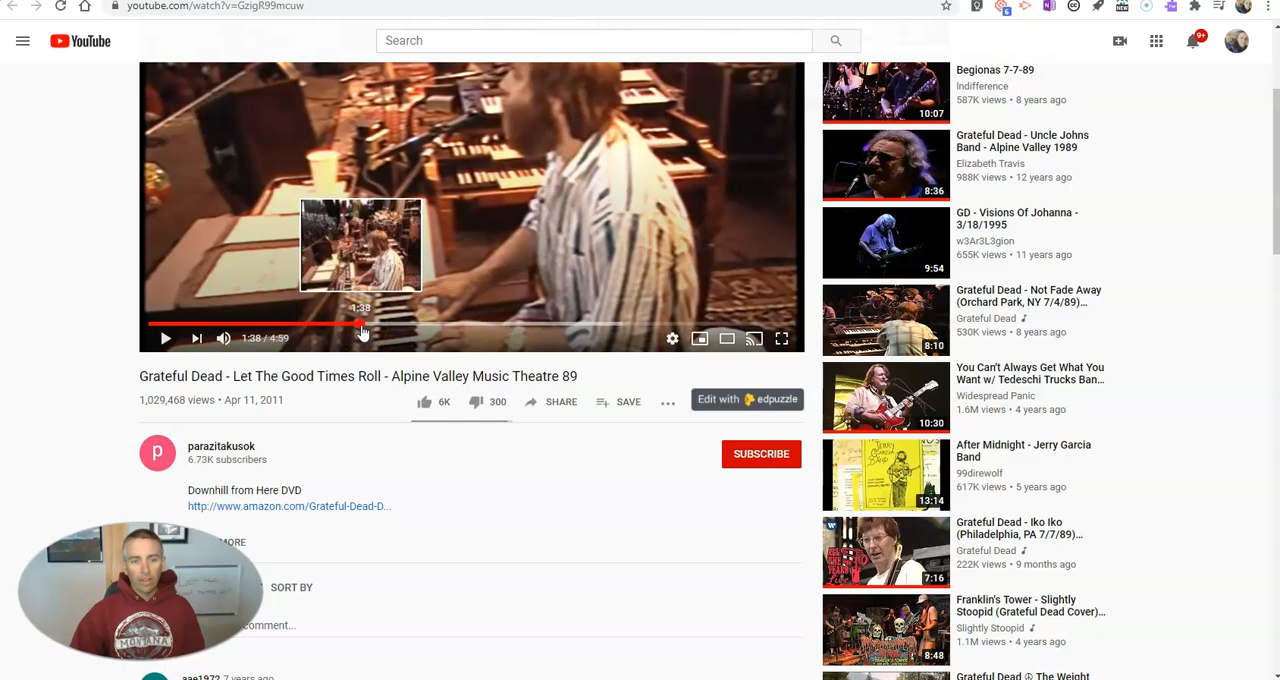 youtube.com/watch?v=GzigR99mcuw
YouTube
Search
9+
1:38
1:38 / 4:59
Grateful Dead - Let The Good Times Roll - Alpine Valley Music Theatre 89
1,029,468 views • Apr 11, 2011
6K
300
SHARE
SAVE
Edit with edpuzzle
P
parazitakusok
6.73K subscribers
SUBSCRIBE
Downhill from Here DVD
http://www.amazon.com/Grateful-Dead-D...
MORE
SORT BY
comment...
aae1972 7 years ago
MONTANA
Begionas 7-7-89
Indifference
587K views • 8 years ago
10:07
Grateful Dead - Uncle Johns
Band - Alpine Valley 1989
Elizabeth Travis
988K views • 12 years ago
8:36
GD - Visions Of Johanna -
3/18/1995
w3Ar3L3gion
655K views • 11 years ago
9:54
Grateful Dead - Not Fade Away
(Orchard Park, NY 7/4/89)...
Grateful Dead ♪
530K views • 8 years ago
8:10
You Can't Always Get What You
Want w/ Tedeschi Trucks Ban...
Widespread Panic
1.6M views • 4 years ago
10:30
After Midnight - Jerry Garcia
Band
99direwolf
617K views • 5 years ago
13:14
Grateful Dead - Iko Iko
(Philadelphia, PA 7/7/89)...
Grateful Dead ♪
222K views • 9 months ago
7:16
Franklin's Tower - Slightly
Stoopid (Grateful Dead Cover)...
Slightly Stoopid ♪
1.1M views • 4 years ago
8:48
Grateful Dead ☮ The Weight